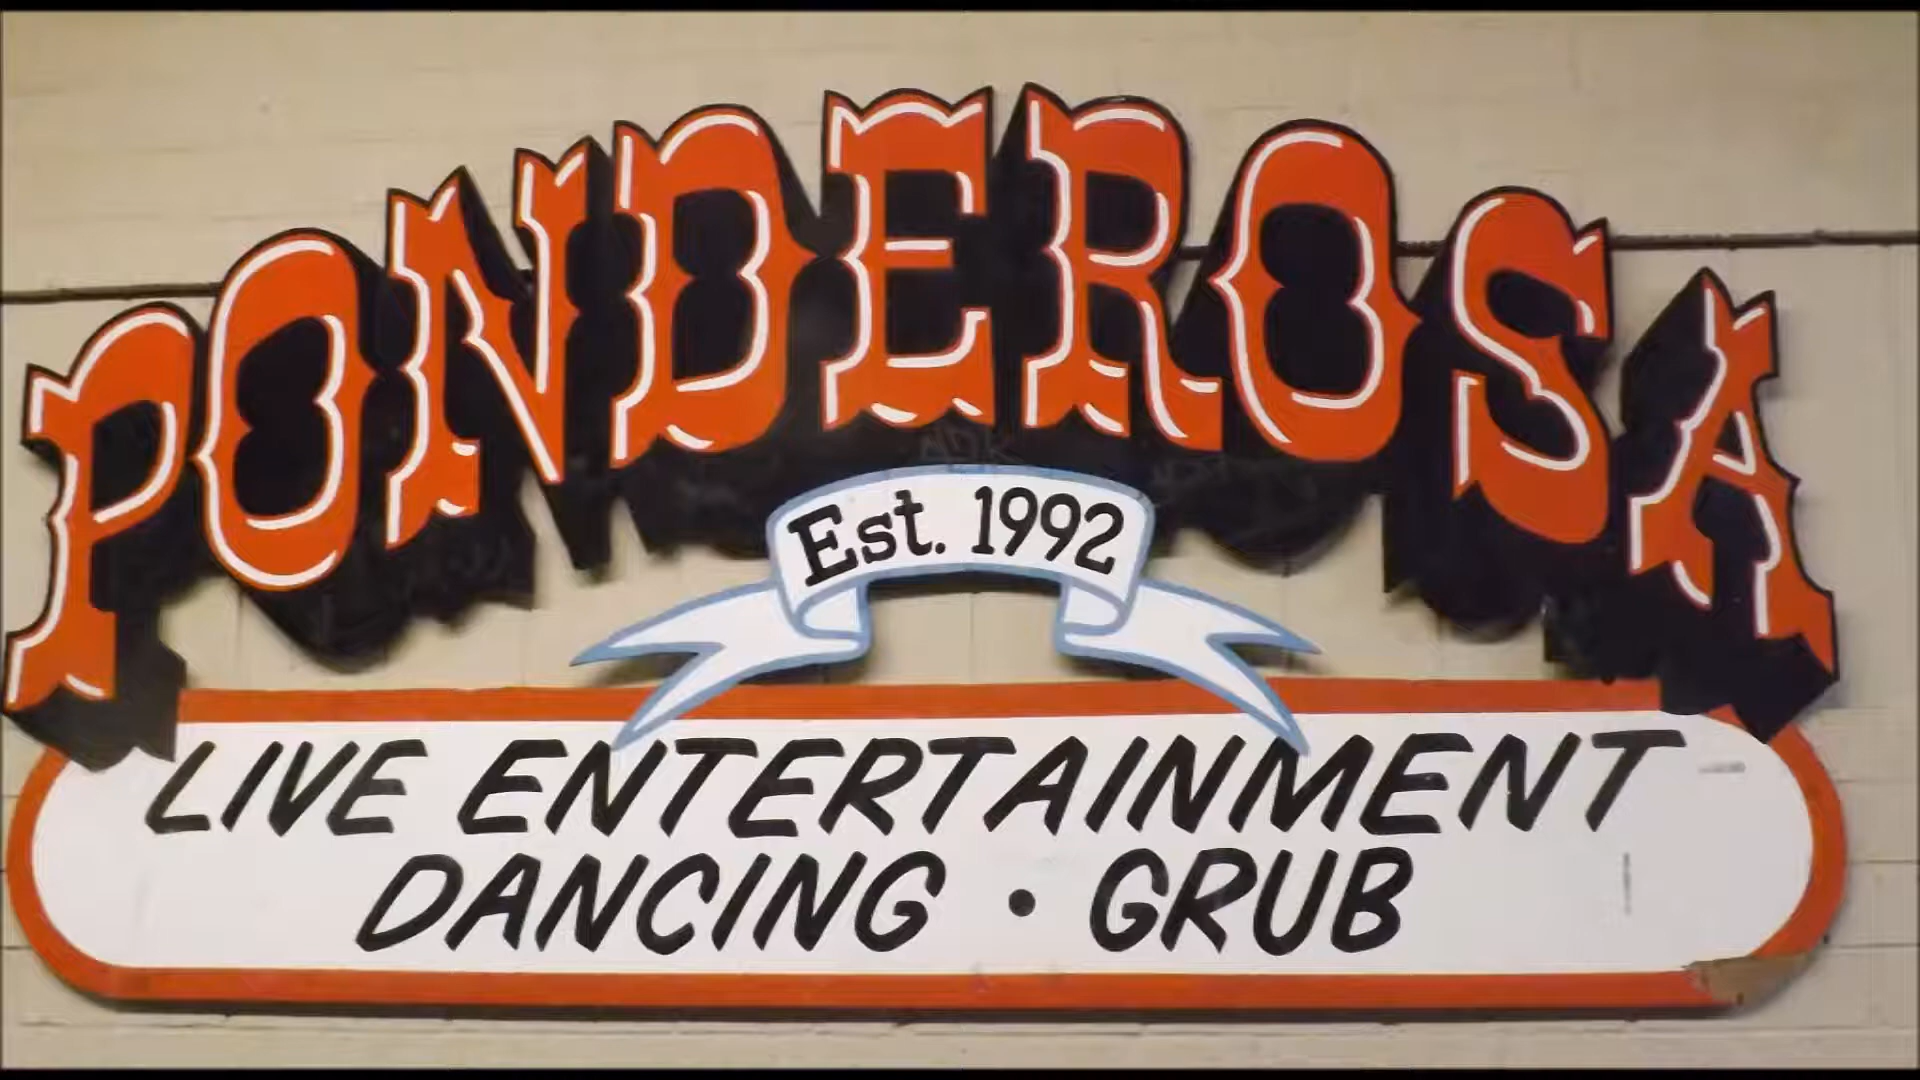 PONDEROSA
Est. 1992
LIVE ENTERTAINMENT
DANCING • GRUB